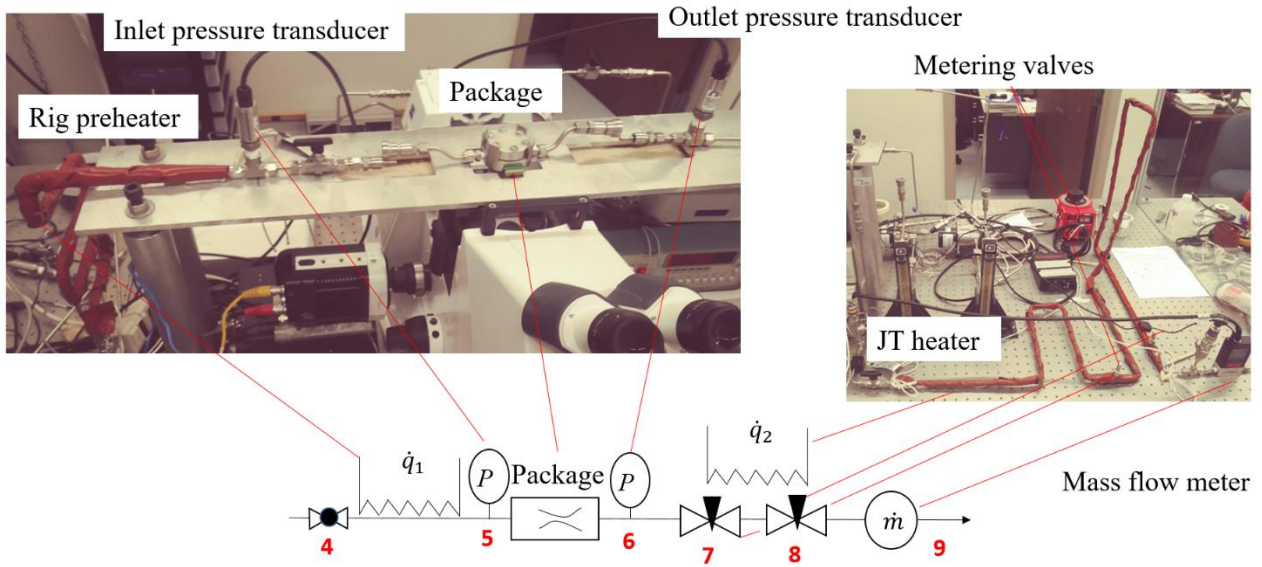 Inlet pressure transducer
Outlet pressure transducer
Rig preheater
Package
Metering valves
JT heater
q̇₁
q̇₂
P
Package
P
Mass flow meter
ṁ
4
5
6
7
8
9